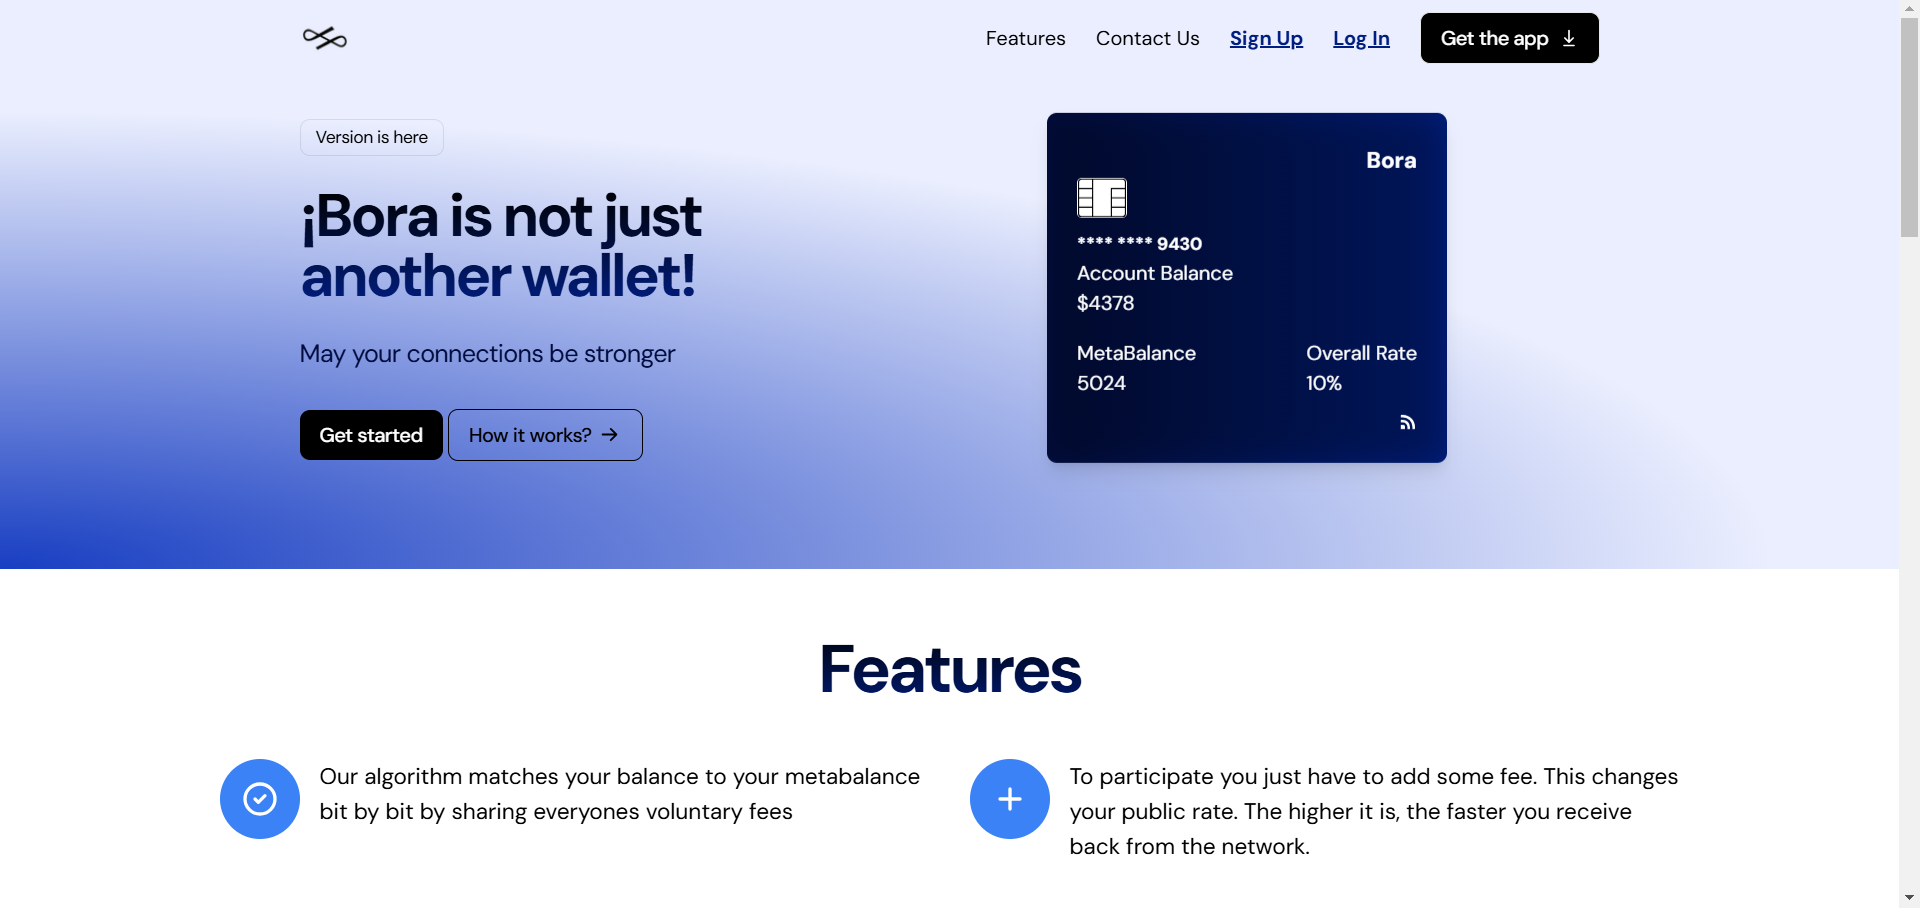 Features Contact Us Sign Up Log In Get the app
Version is here
¡Bora is not just
another wallet!
May your connections be stronger
Get started How it works?
Bora
**** **** 9430
Account Balance
$4378
MetaBalance Overall Rate
5024 10%
Features
Our algorithm matches your balance to your metabalance
bit by bit by sharing everyones voluntary fees
To participate you just have to add some fee. This changes
your public rate. The higher it is, the faster you receive
back from the network.